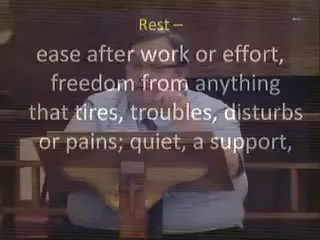 Rest –
ease after work or effort,
freedom from anything
that tires, troubles, disturbs
or pains; quiet, a support,